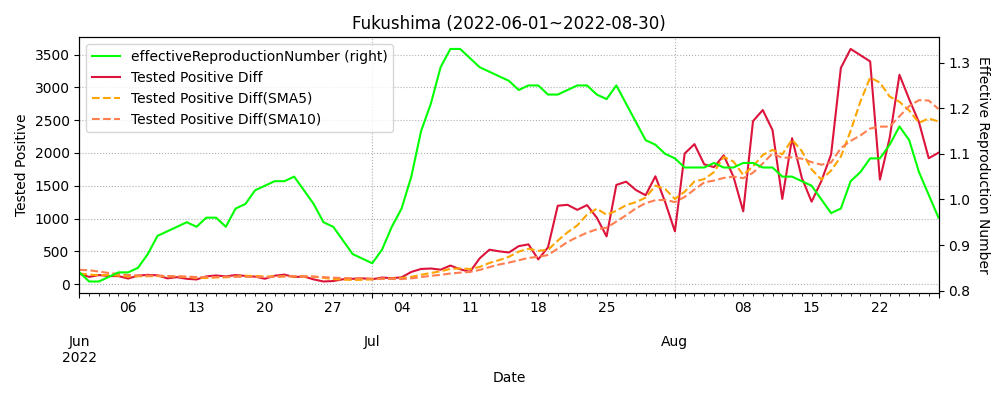 Fukushima (2022-06-01~2022-08-30)
effectiveReproductionNumber (right)
Tested Positive Diff
Tested Positive Diff(SMA5)
Tested Positive Diff(SMA10)
Tested Positive
3500
3000
2500
2000
1500
1000
500
0
Effective Reproduction Number
1.3
1.2
1.1
1.0
0.9
0.8
06 13 20 27 04 11 18 25 08 15 22
Jun Jul Aug
2022
Date